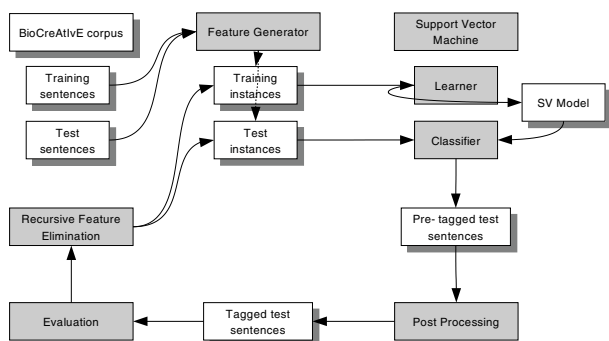 BioCreAtIvE corpus
Feature Generator
Support Vector
Machine
Training
sentences
Training
instances
Learner
SV Model
Test
sentences
Test
instances
Classifier
Recursive Feature
Elimination
Pre- tagged test
sentences
Evaluation
Tagged test
sentences
Post Processing